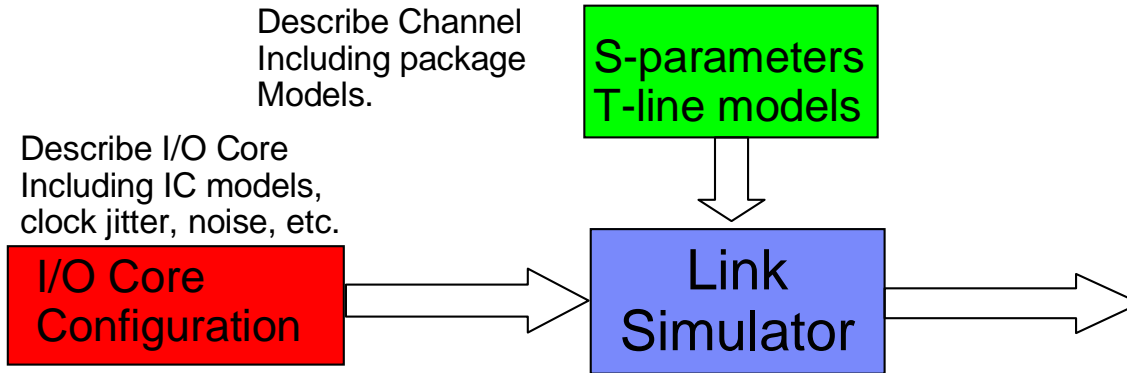 Describe Channel
Including package
Models.
S-parameters
T-line models
Describe I/O Core
Including IC models,
clock jitter, noise, etc.
I/O Core
Configuration
Link
Simulator